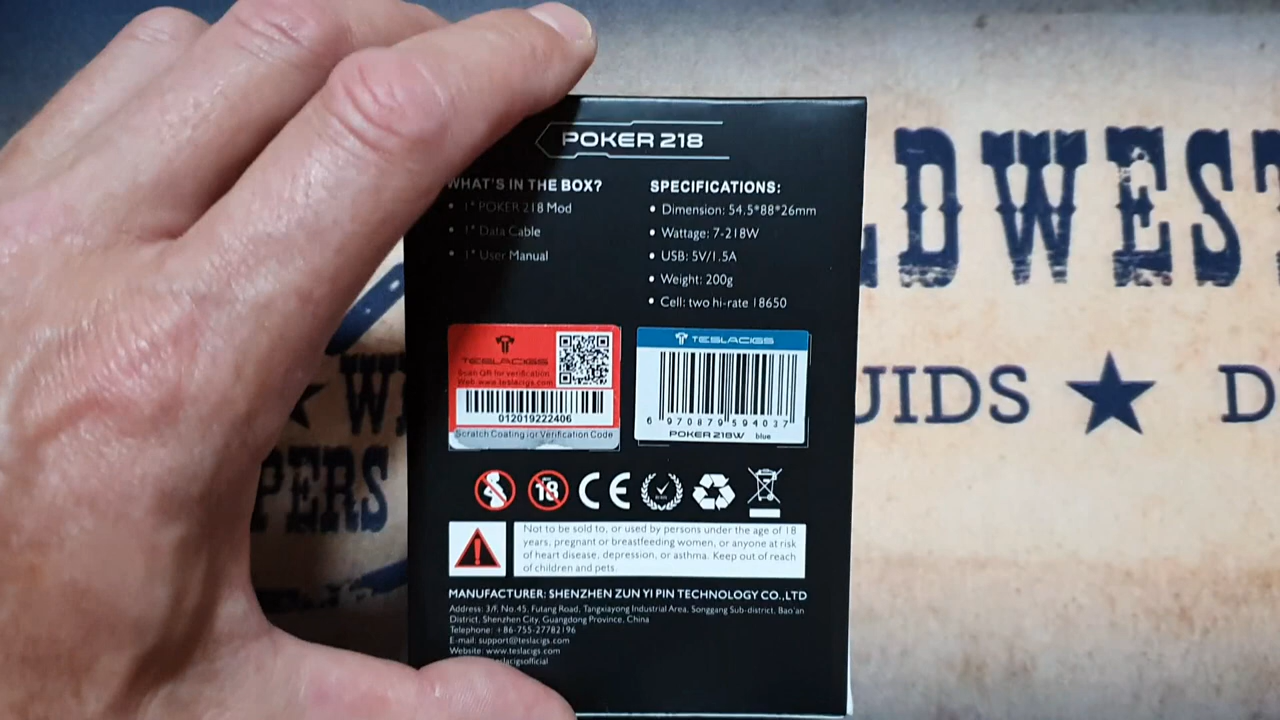 POKER 218
WHAT'S IN THE BOX?
• 1* POKER 218 Mod
• 1* Data Cable
• 1* User Manual
SPECIFICATIONS:
• Dimension: 54.5*88*26mm
• Wattage: 7-218W
• USB: 5V/1.5A
• Weight: 200g
• Cell: two hi-rate 18650
TESLACIGS
Scan QR for verification
Web: www.teslacigs.com
012019222406
Scratch Coating for Verification Code
TESLACIGS
6 970879 594037
POKER 218W blue
18
CE
Not to be sold to, or used by persons under the age of 18
years, pregnant or breastfeeding women, or anyone at risk
of heart disease, depression, or asthma. Keep out of reach
of children and pets.
MANUFACTURER: SHENZHEN ZUN YI PIN TECHNOLOGY CO.,LTD
Address: 3/F, No.45, Futang Road, Tangxiayong Industrial Area, Songgang Sub-district, Bao'an
District, Shenzhen City, Guangdong Province, China
Telephone: +86-755-27782196
E-mail: support@teslacigs.com
Website: www.teslacigs.com
slacigsofficial
LDWEST
UIDS ★ D
W
PERS